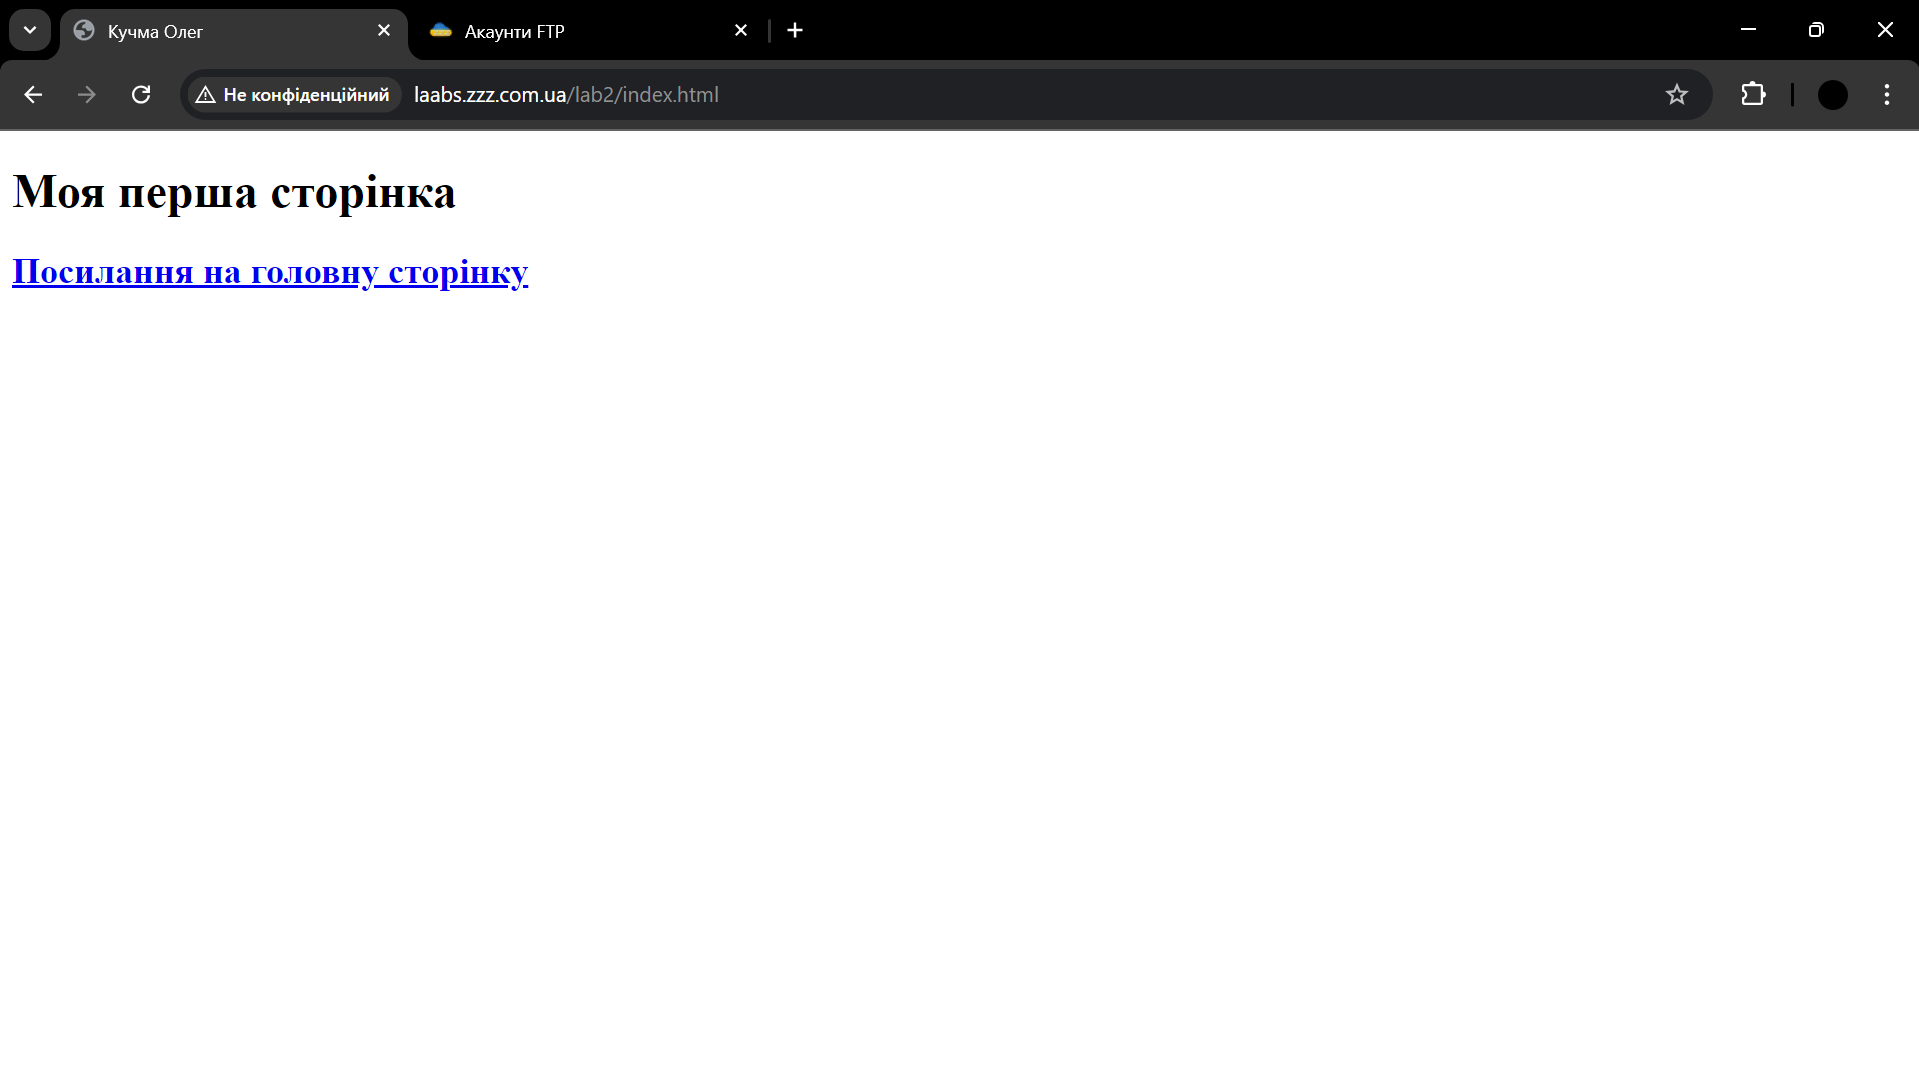 Кучма Олег
Акаунти FTP
Не конфіденційний laabs.zzz.com.ua/lab2/index.html
Моя перша сторінка
Посилання на головну сторінку